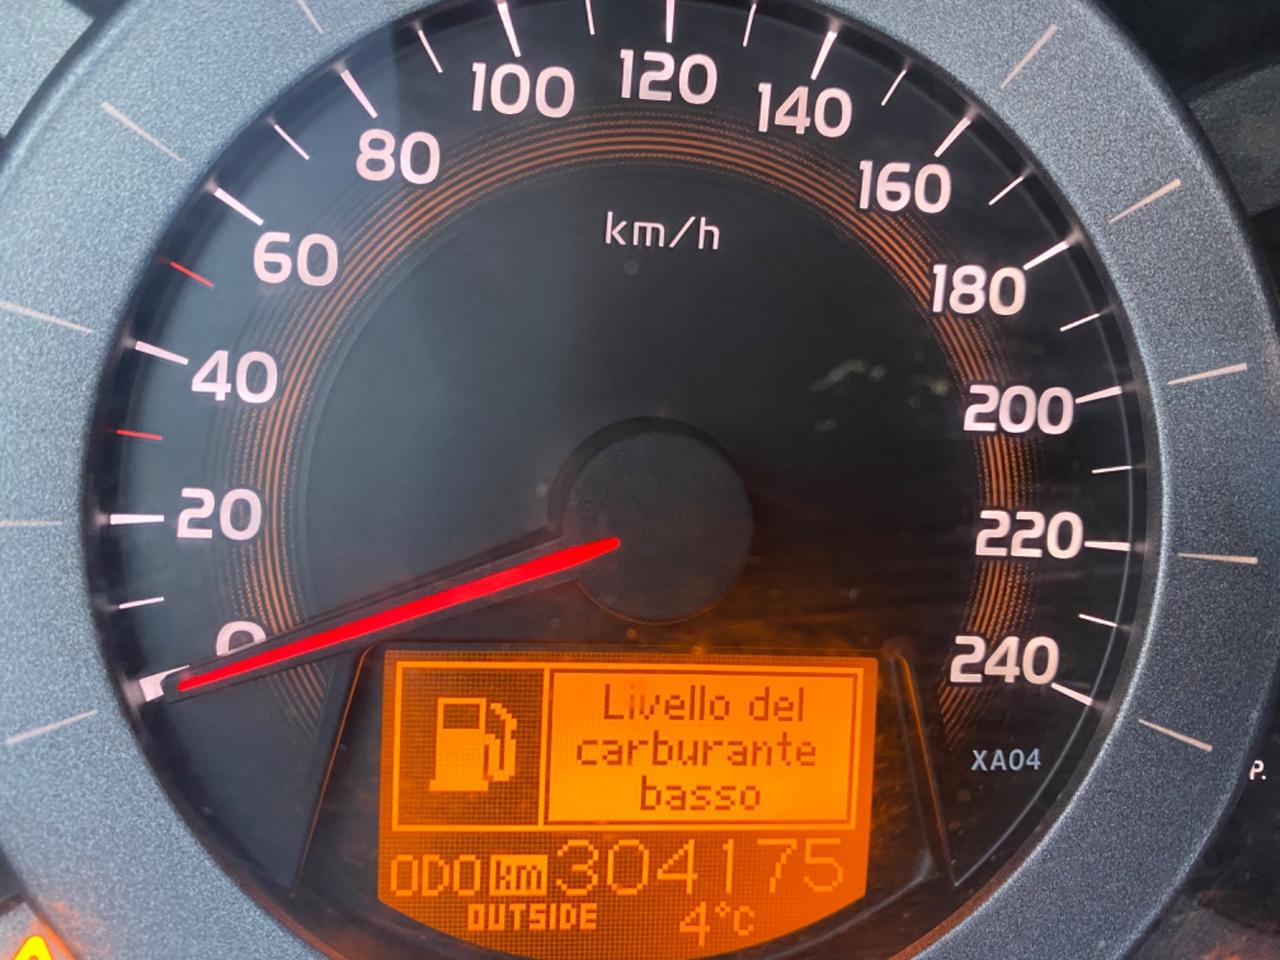 0
20
40
60
80
100
120
140
160
180
200
220
240
km/h
XA04
P.
Livello del
carburante
basso
ODO km 304175
OUTSIDE 4°C